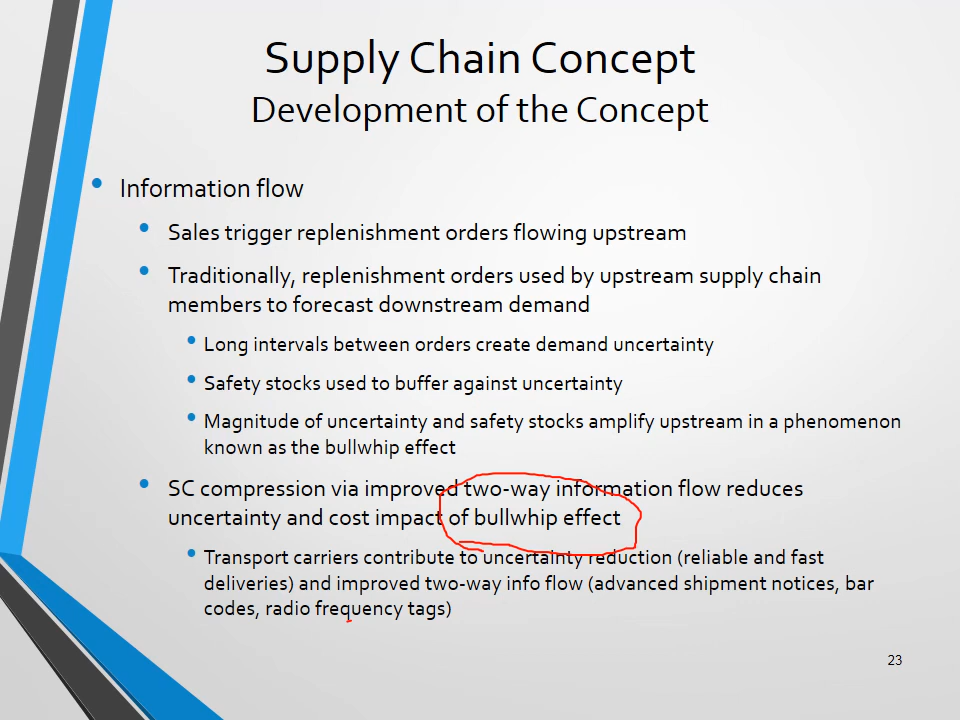 Supply Chain Concept
Development of the Concept
• Information flow
• Sales trigger replenishment orders flowing upstream
• Traditionally, replenishment orders used by upstream supply chain
members to forecast downstream demand
• Long intervals between orders create demand uncertainty
• Safety stocks used to buffer against uncertainty
• Magnitude of uncertainty and safety stocks amplify upstream in a phenomenon
known as the bullwhip effect
• SC compression via improved two-way information flow reduces
uncertainty and cost impact of bullwhip effect
• Transport carriers contribute to uncertainty reduction (reliable and fast
deliveries) and improved two-way info flow (advanced shipment notices, bar
codes, radio frequency tags)
23